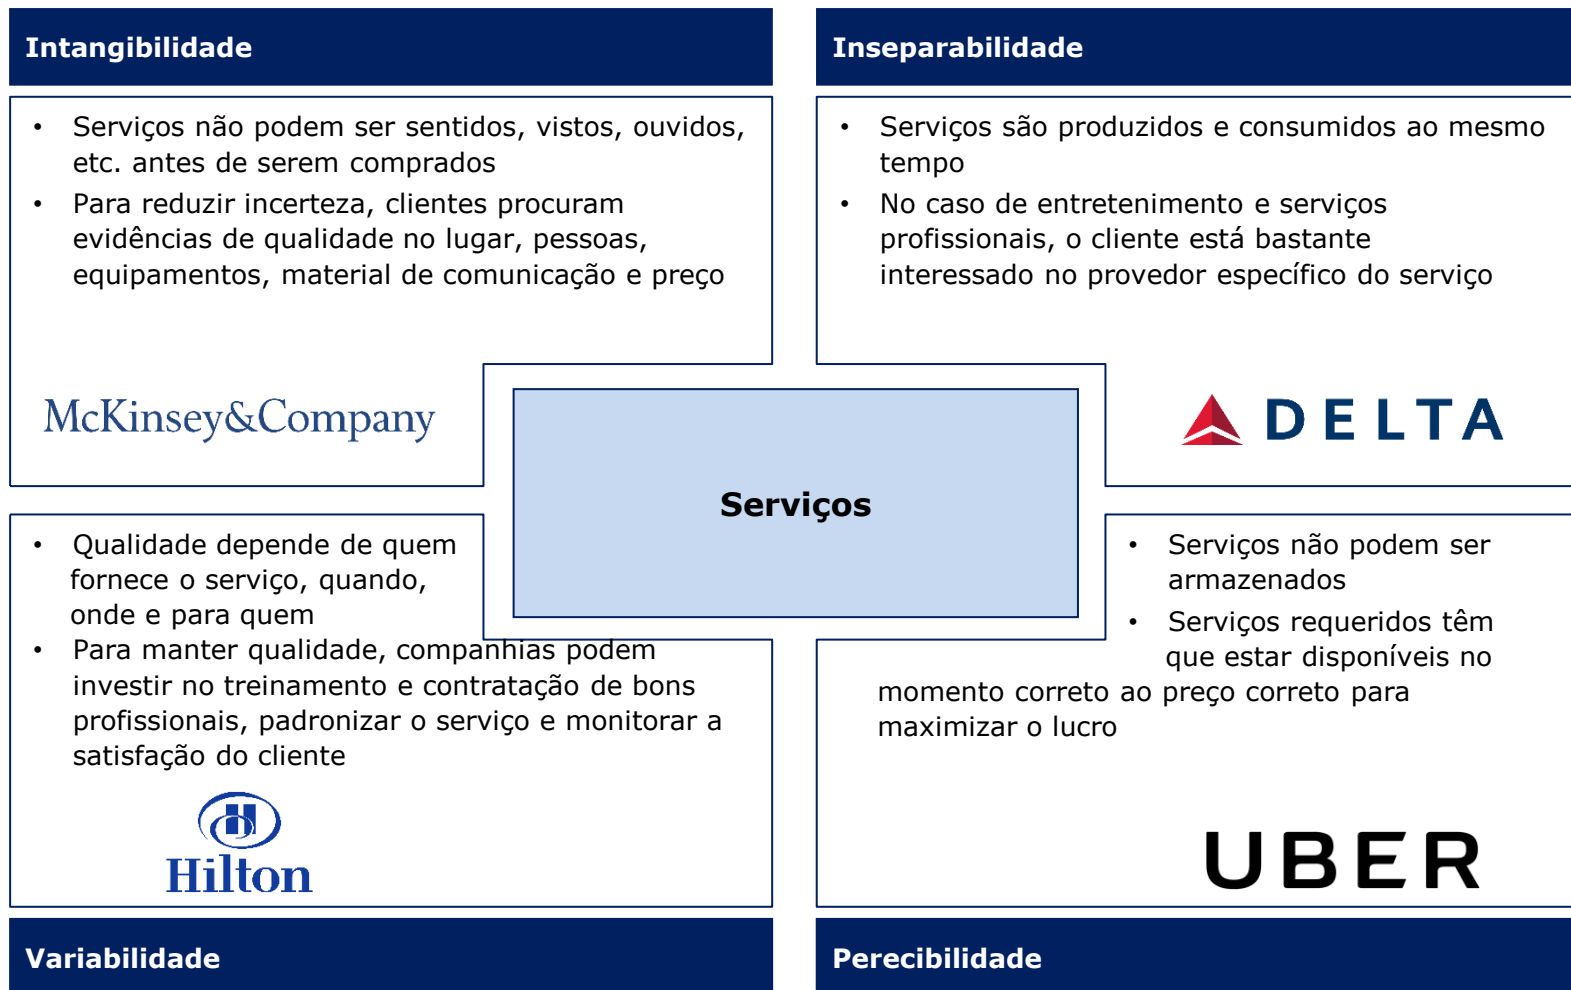 Intangibilidade
• Serviços não podem ser sentidos, vistos, ouvidos,
etc. antes de serem comprados
• Para reduzir incerteza, clientes procuram
evidências de qualidade no lugar, pessoas,
equipamentos, material de comunicação e preço
McKinsey&Company
Inseparabilidade
• Serviços são produzidos e consumidos ao mesmo
tempo
• No caso de entretenimento e serviços
profissionais, o cliente está bastante
interessado no provedor específico do serviço
DELTA
Serviços
• Qualidade depende de quem
fornece o serviço, quando,
onde e para quem
• Para manter qualidade, companhias podem
investir no treinamento e contratação de bons
profissionais, padronizar o serviço e monitorar a
satisfação do cliente
H
Hilton
Variabilidade
• Serviços não podem ser
armazenados
• Serviços requeridos têm
que estar disponíveis no
momento correto ao preço correto para
maximizar o lucro
UBER
Perecibilidade